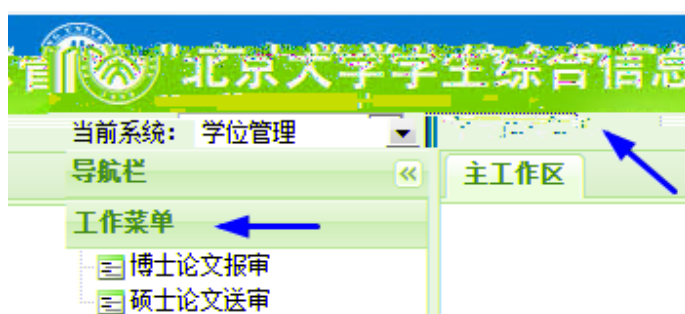 北京大学学生综合信息
当前系统： 学位管理
导航栏
主工作区
工作菜单
博士论文报审
硕士论文送审